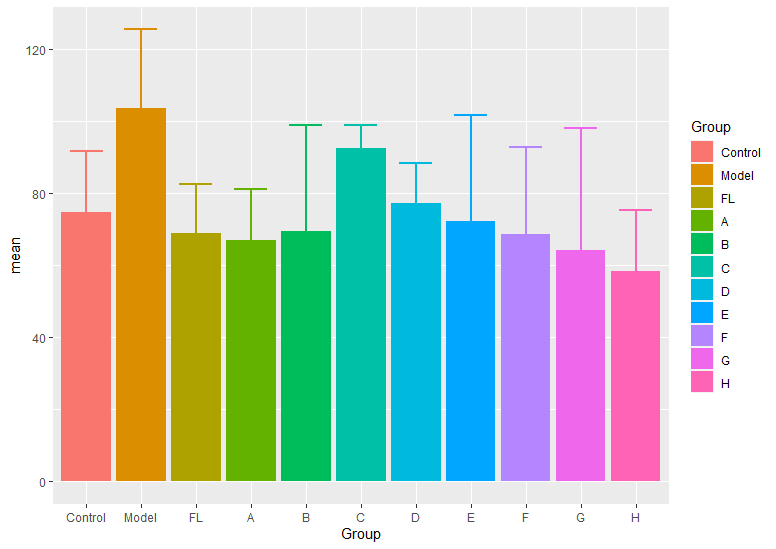 120
80
40
0
mean
Control Model FL A B C D E F G H
Group
Group
Control
Model
FL
A
B
C
D
E
F
G
H